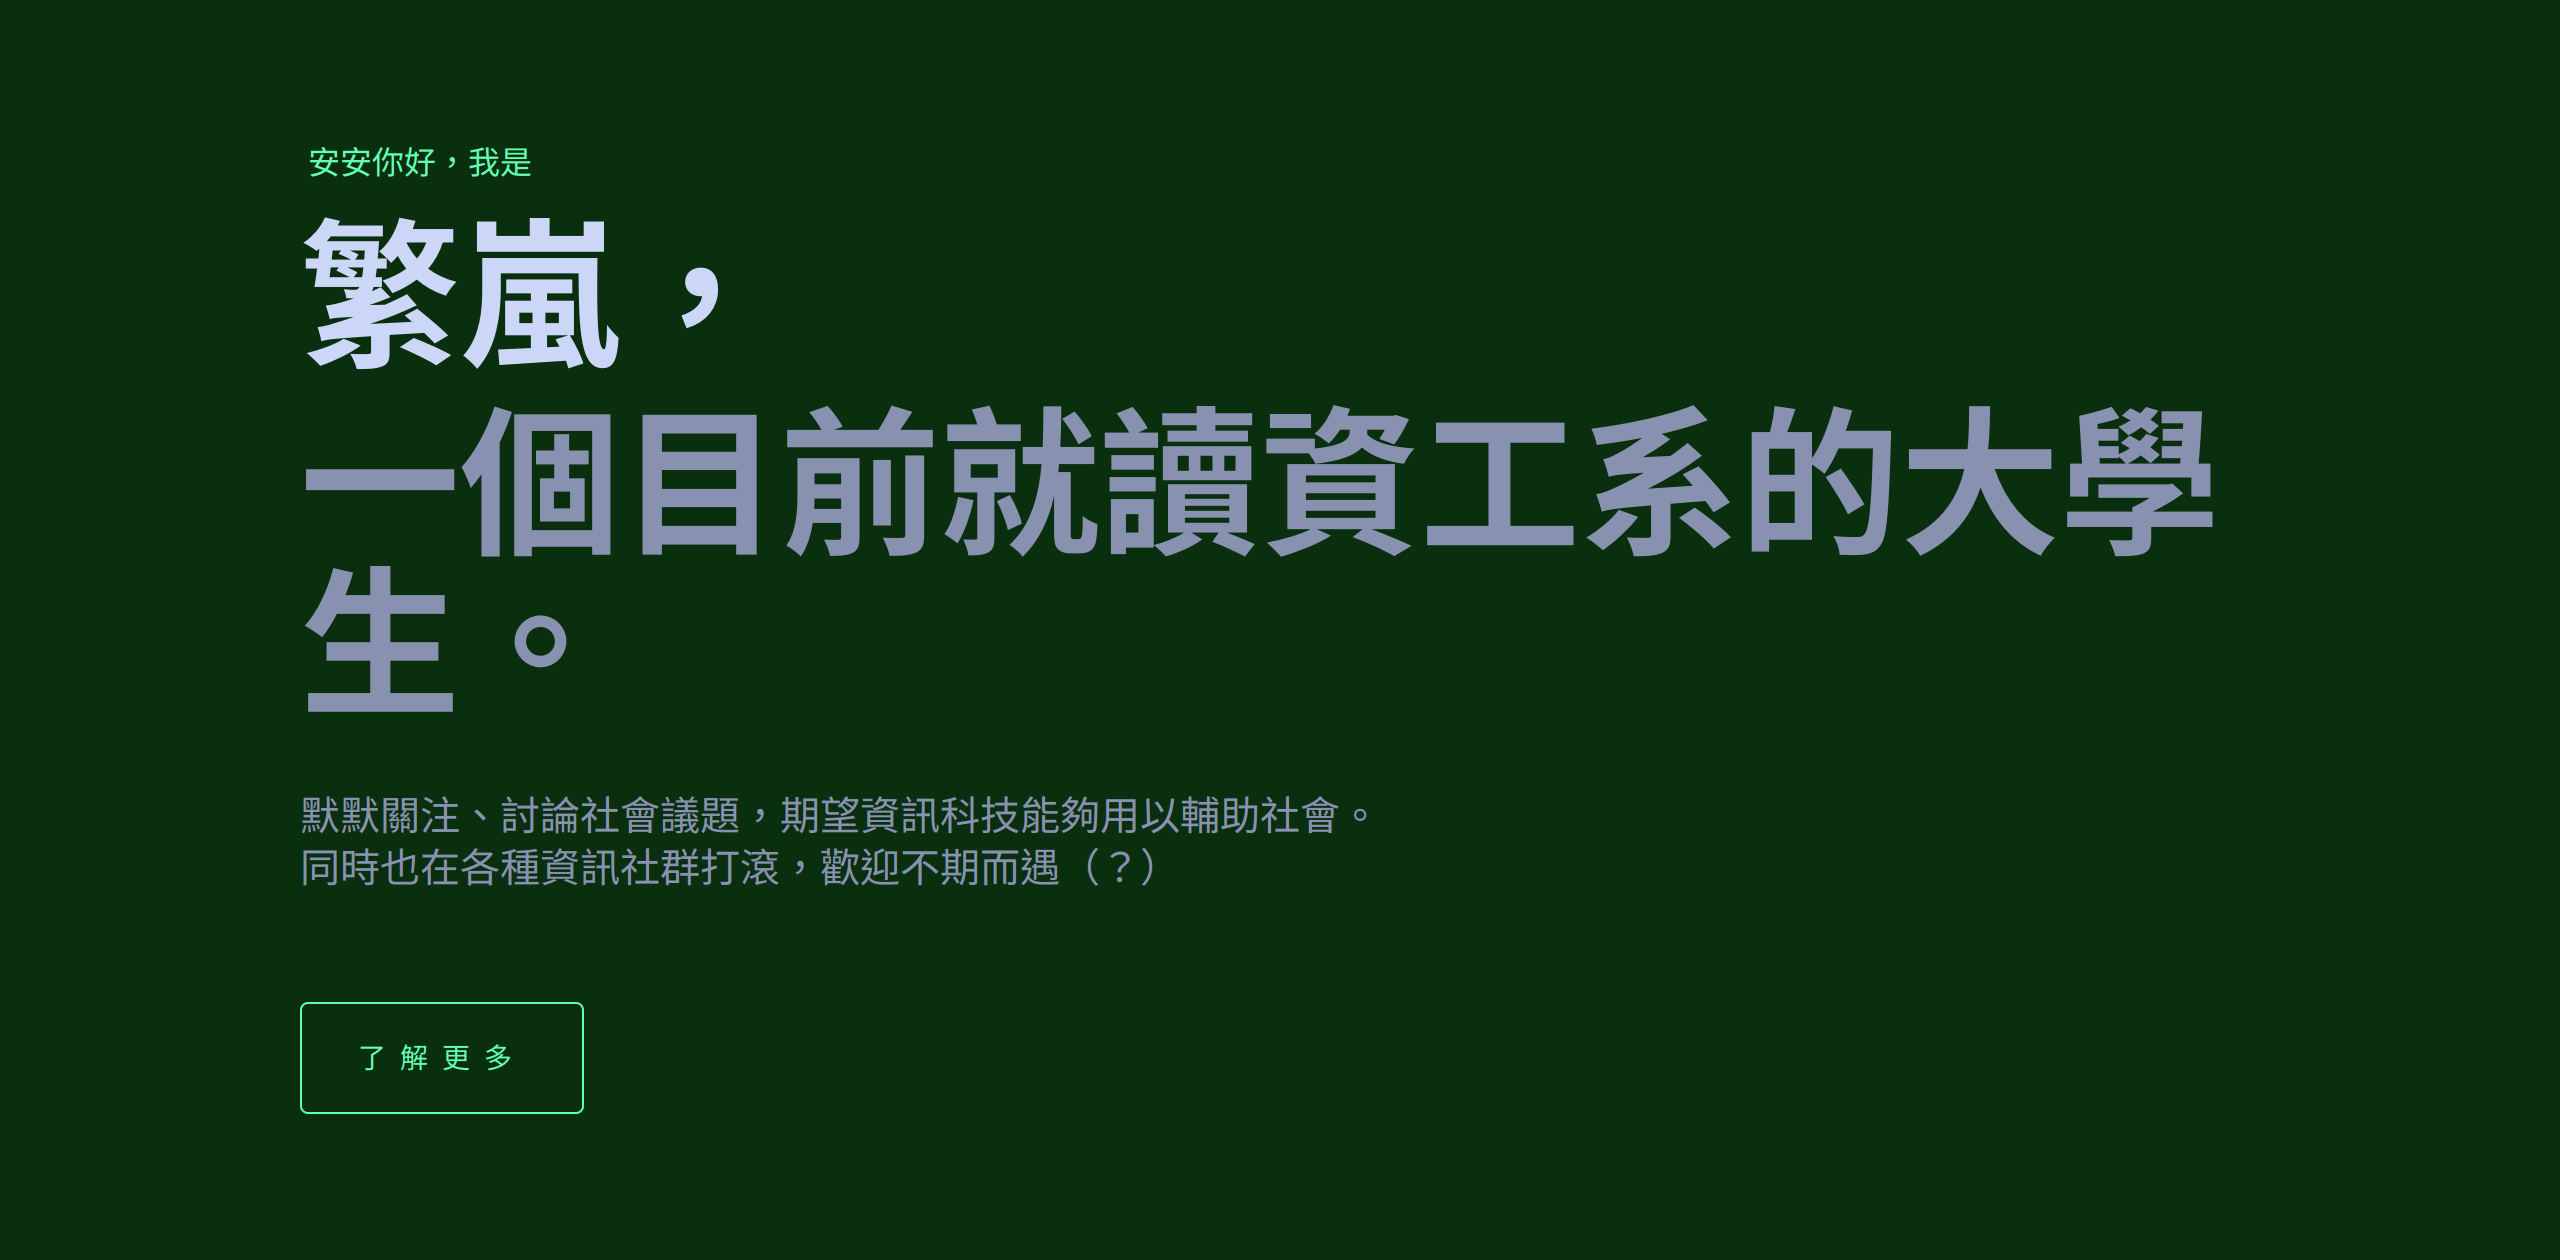 安安你好，我是
繁嵐，
一個目前就讀資工系的大學
生。
默默關注、討論社會議題，期望資訊科技能夠用以輔助社會。
同時也在各種資訊社群打滾，歡迎不期而遇（？）
了解更多